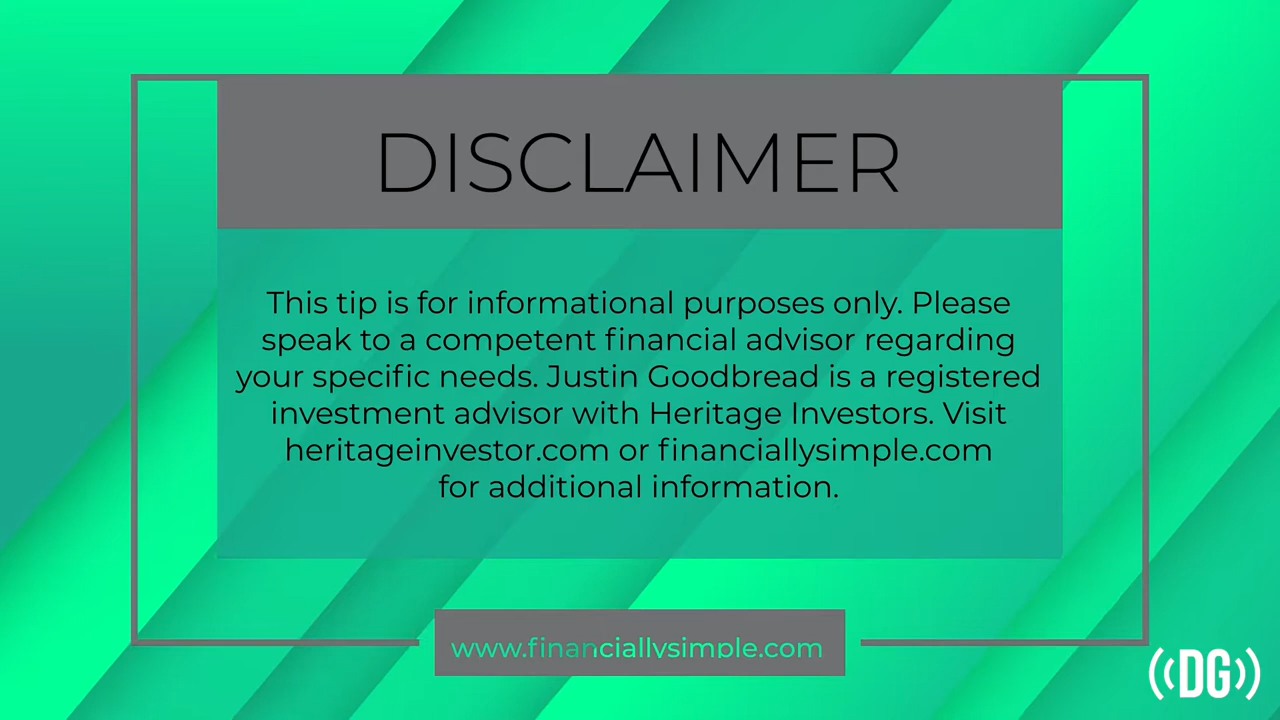 DISCLAIMER
This tip is for informational purposes only. Please
speak to a competent financial advisor regarding
your specific needs. Justin Goodbread is a registered
investment advisor with Heritage Investors. Visit
heritageinvestor.com or financiallysimple.com
for additional information.
www.financiallysimple.com
DG